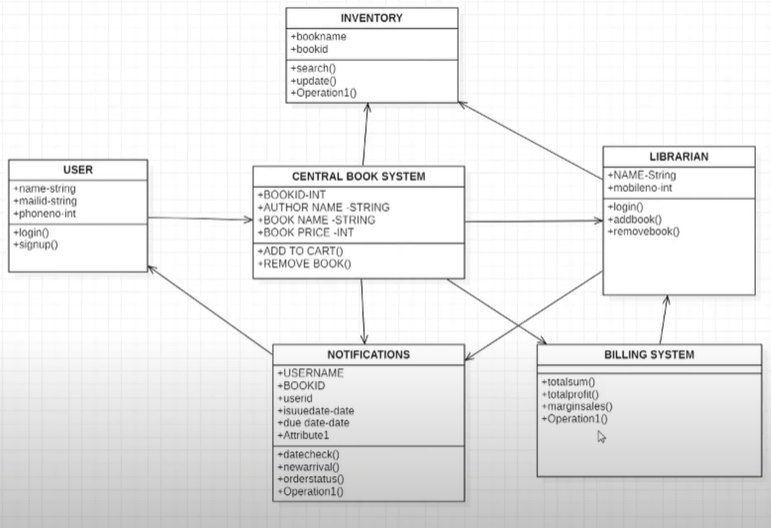 INVENTORY
+bookname
+bookid
+search()
+update()
+Operation1()
USER
+name-string
+mailid-string
+phoneno-int
+login()
+signup()
CENTRAL BOOK SYSTEM
+BOOKID-INT
+AUTHOR NAME -STRING
+BOOK NAME -STRING
+BOOK PRICE -INT
+ADD TO CART()
+REMOVE BOOK()
LIBRARIAN
+NAME-String
+mobileno-int
+login()
+addbook()
+removebook()
NOTIFICATIONS
+USERNAME
+BOOKID
+userid
+isuuedate-date
+due date-date
+Attribute1
+datecheck()
+newarrival()
+orderstatus()
+Operation1()
BILLING SYSTEM
+totalsum()
+totalprofit()
+marginsales()
+Operation1()